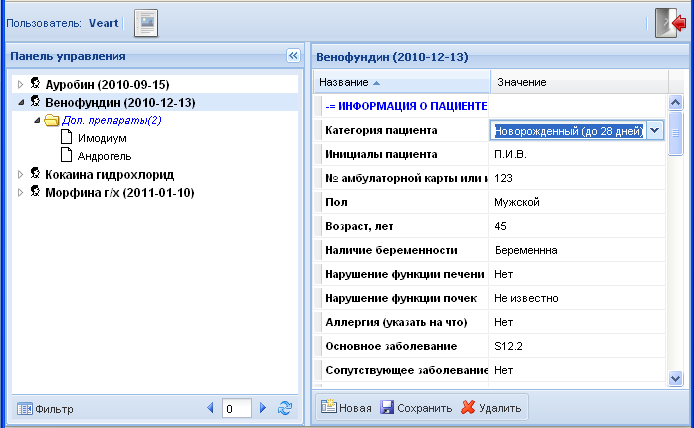 Пользователь: Veart
Панель управления
Ауробин (2010-09-15)
Венофундин (2010-12-13)
Доп. препараты(2)
Имодиум
Андрогель
Кокаина гидрохлорид
Морфина г/х (2011-01-10)
Фильтр
0
Венофундин (2010-12-13)
Название Значение
-= ИНФОРМАЦИЯ О ПАЦИЕНТЕ
Категория пациента Новорожденный (до 28 дней)
Инициалы пациента П.И.В.
№ амбулаторной карты или и 123
Пол Мужской
Возраст, лет 45
Наличие беременности Беременнна
Нарушение функции печени Нет
Нарушение функции почек Не известно
Аллергия (указать на что) Нет
Основное заболевание S12.2
Сопутствующее заболевание Нет
Новая Сохранить Удалить